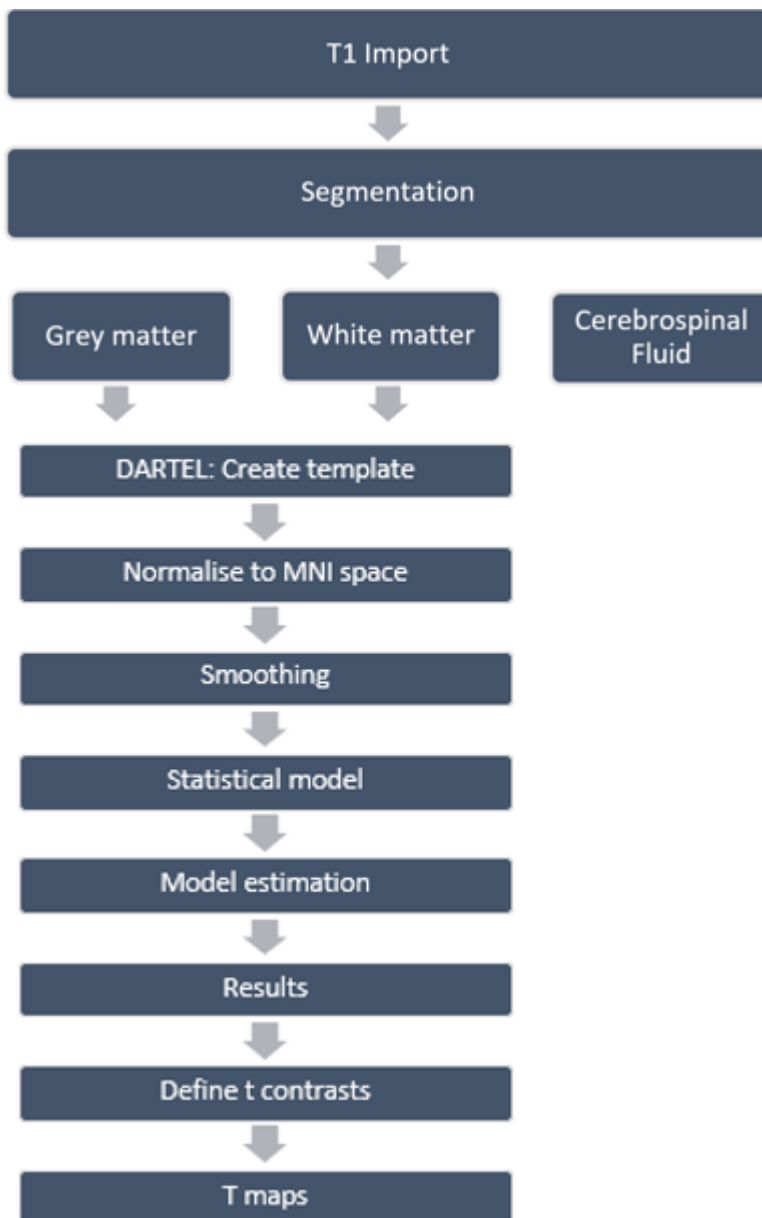 T1 Import
Segmentation
Grey matter
White matter
Cerebrospinal
Fluid
DARTEL: Create template
Normalise to MNI space
Smoothing
Statistical model
Model estimation
Results
Define t contrasts
T maps